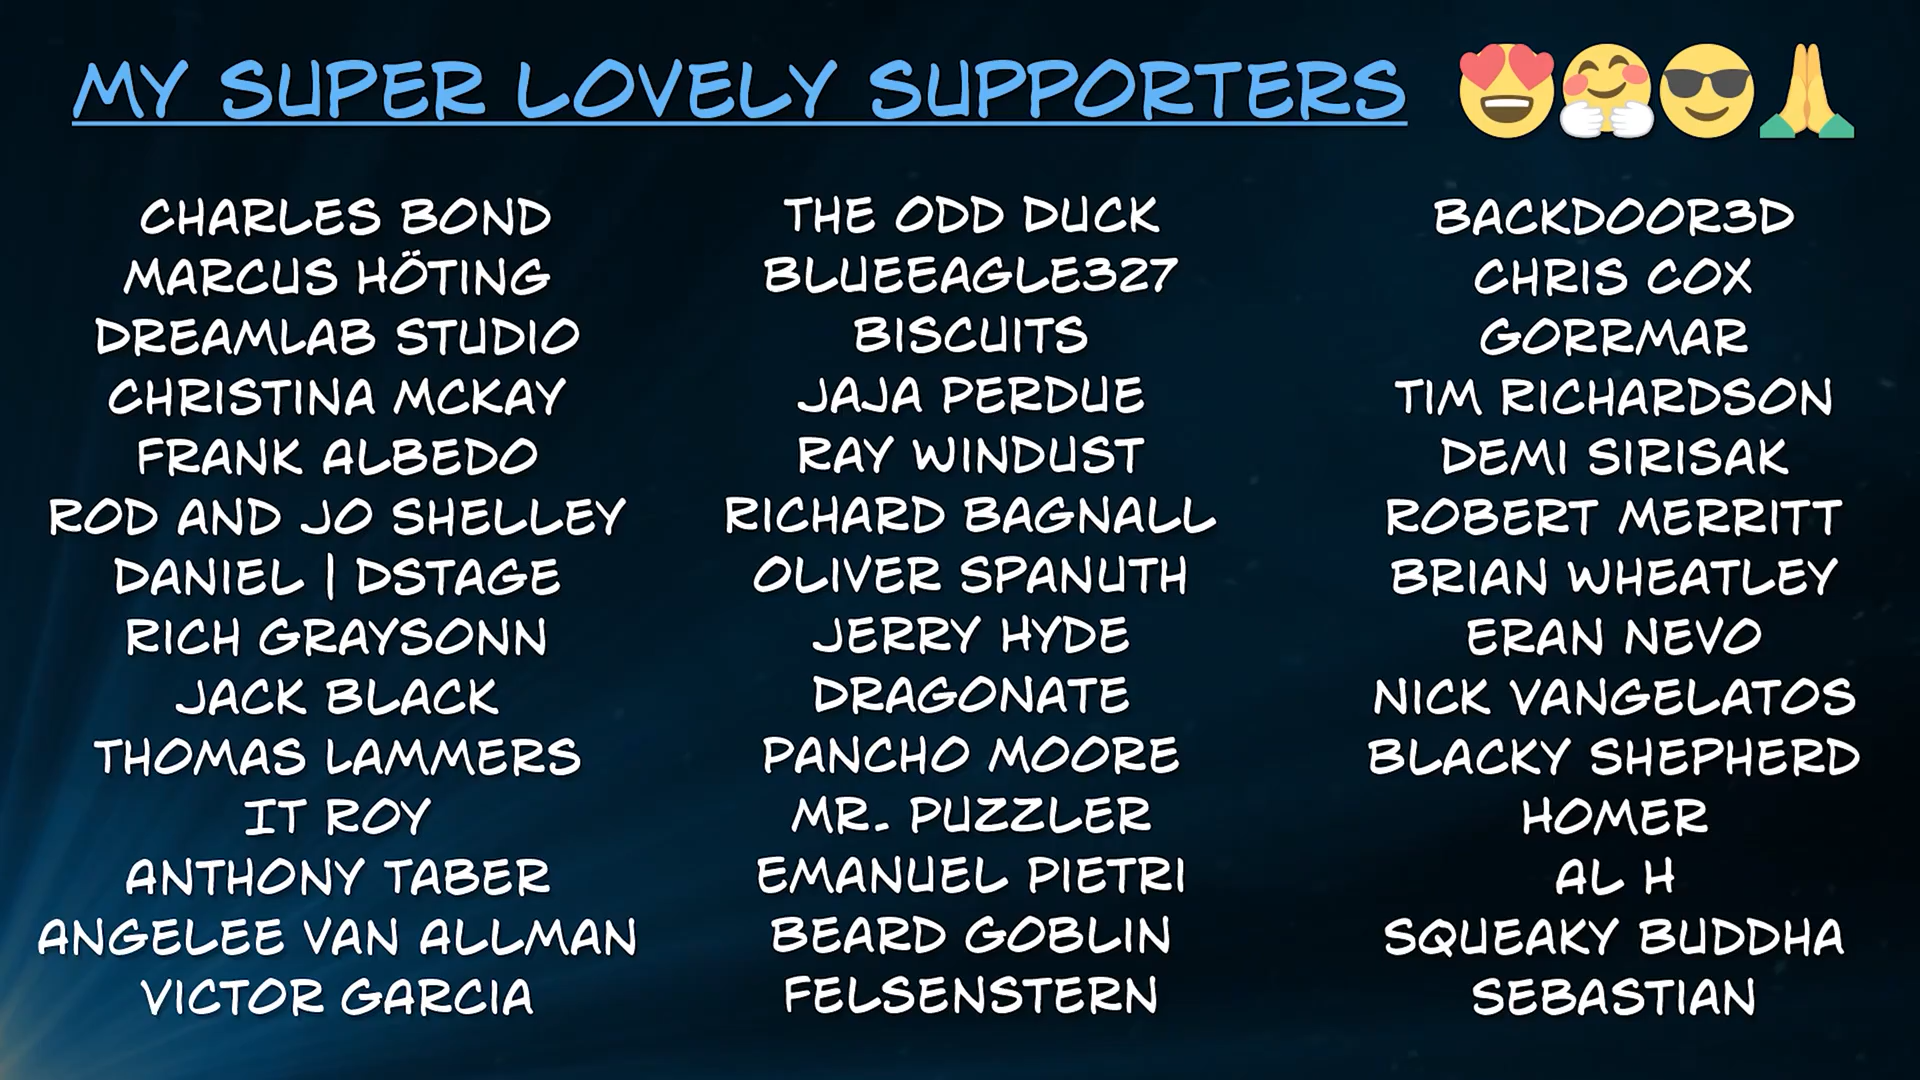 MY SUPER LOVELY SUPPORTERS 😍🤗😎🙏
CHARLES BOND
MARCUS HÖTING
DREAMLAB STUDIO
CHRISTINA MCKAY
FRANK ALBEDO
ROD AND JO SHELLEY
DANIEL | DSTAGE
RICH GRAYSONN
JACK BLACK
THOMAS LAMMERS
IT ROY
ANTHONY TABER
ANGELEE VAN ALLMAN
VICTOR GARCIA
THE ODD DUCK
BLUEEAGLE327
BISCUITS
JAJA PERDUE
RAY WINDUST
RICHARD BAGNALL
OLIVER SPANUTH
JERRY HYDE
DRAGONATE
PANCHO MOORE
MR. PUZZLER
EMANUEL PIETRI
BEARD GOBLIN
FELSENSTERN
BACKDOOR3D
CHRIS COX
GORRMAR
TIM RICHARDSON
DEMI SIRISAK
ROBERT MERRITT
BRIAN WHEATLEY
ERAN NEVO
NICK VANGELATOS
BLACKY SHEPHERD
HOMER
AL H
SQUEAKY BUDDHA
SEBASTIAN